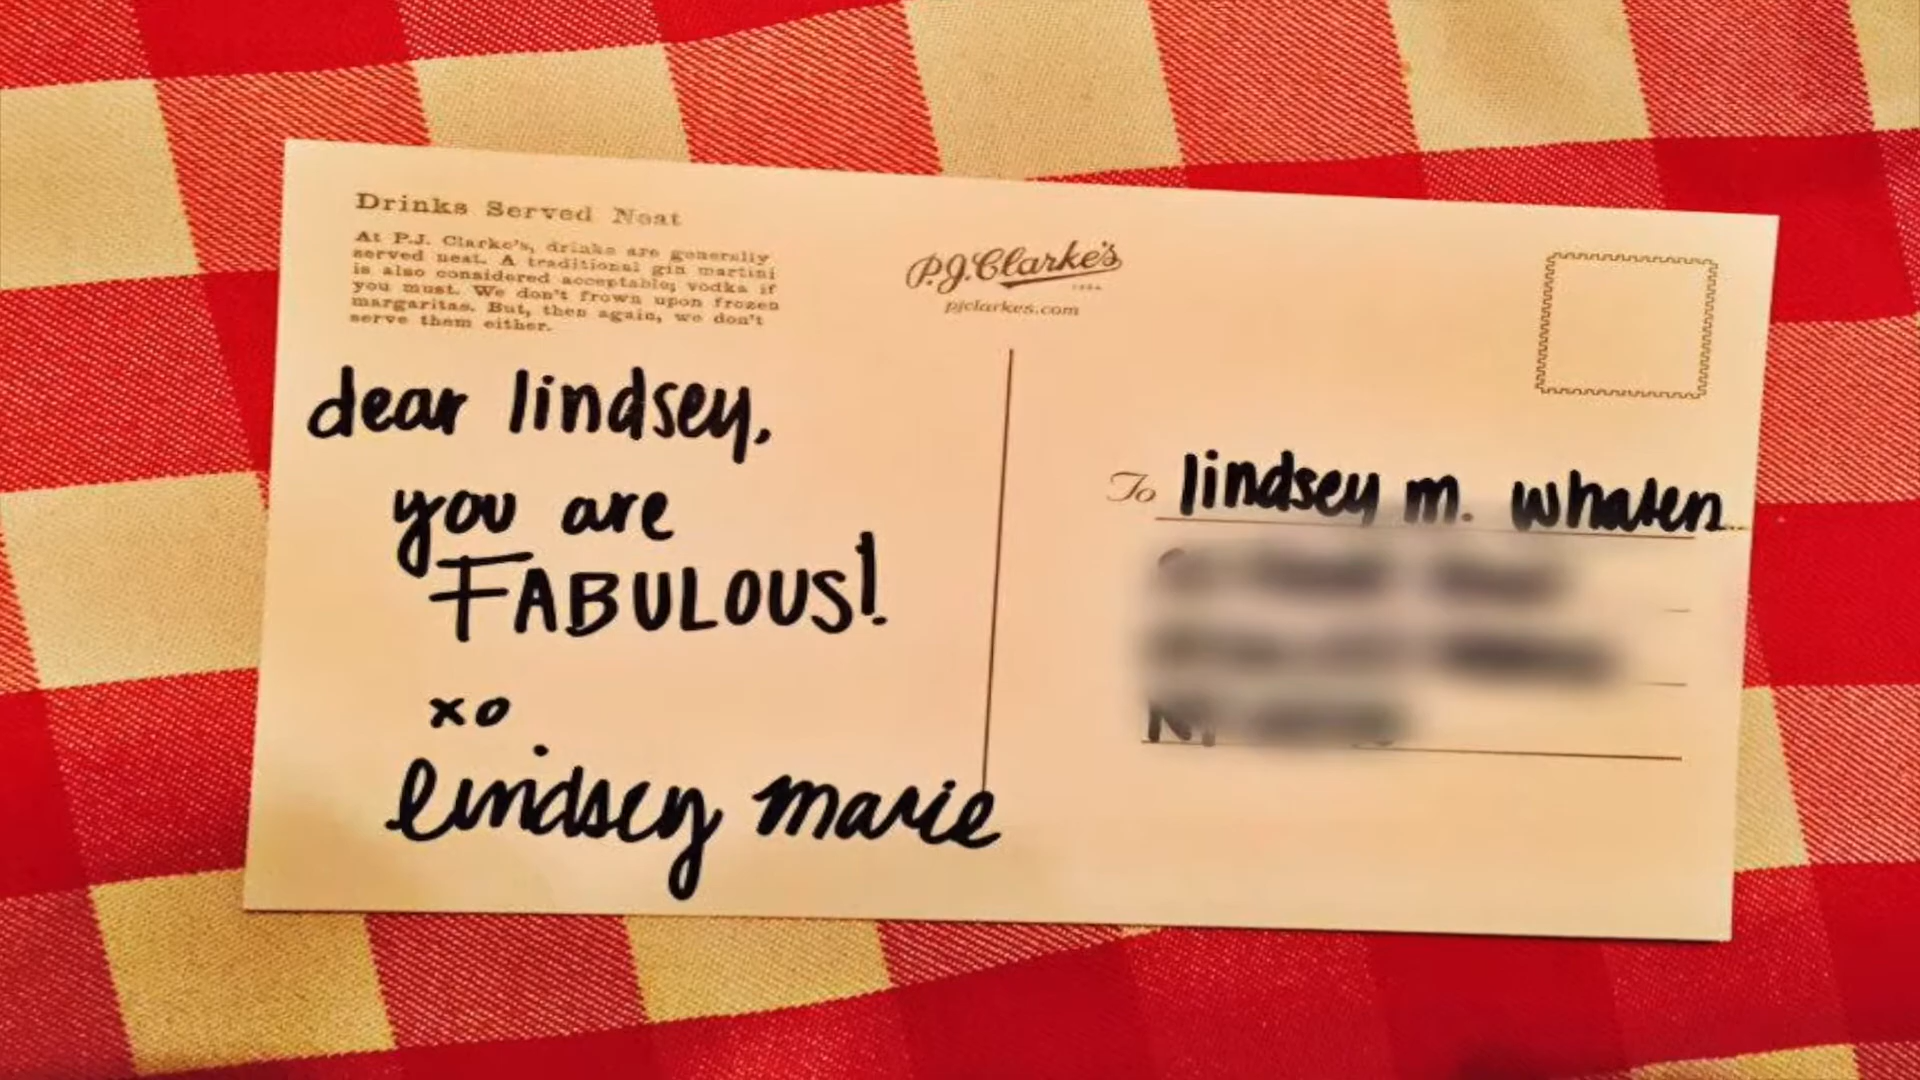 Drinks Served Neat
At P.J. Clarke's, drinks are generally
served neat. A traditional gin martini
is also considered acceptable; vodka if
you must. We don't frown upon frozen
margaritas. But, then again, we don't
serve them either.
dear lindsey,
you are
FABULOUS!
xo
lindsey marie
P.J. Clarke's
pjclarkes.com
To lindsey m. whalen